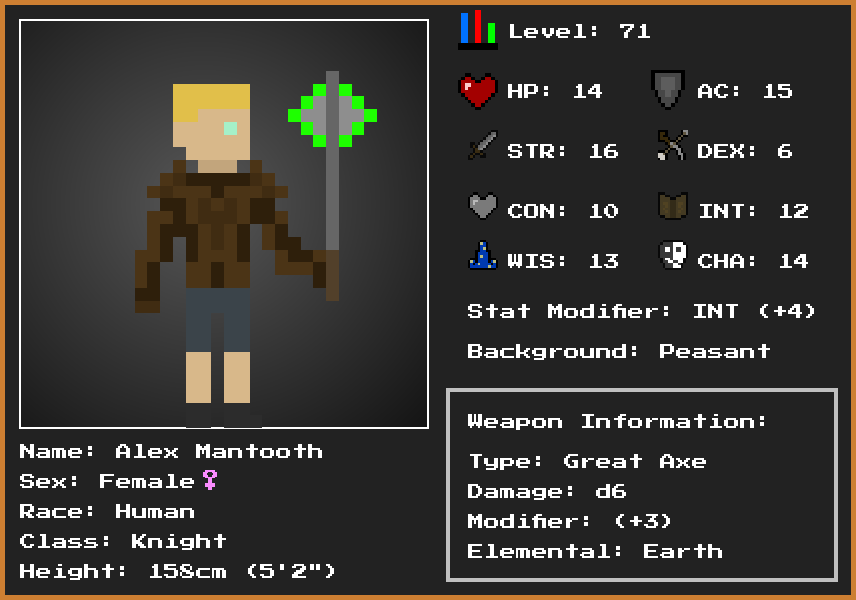 Level: 71
HP: 14 AC: 15
STR: 16 DEX: 6
CON: 10 INT: 12
WIS: 13 CHA: 14
Stat Modifier: INT (+4)
Background: Peasant
Weapon Information:
Type: Great Axe
Damage: d6
Modifier: (+3)
Elemental: Earth
Name: Alex Mantooth
Sex: Female♀
Race: Human
Class: Knight
Height: 158cm (5'2")